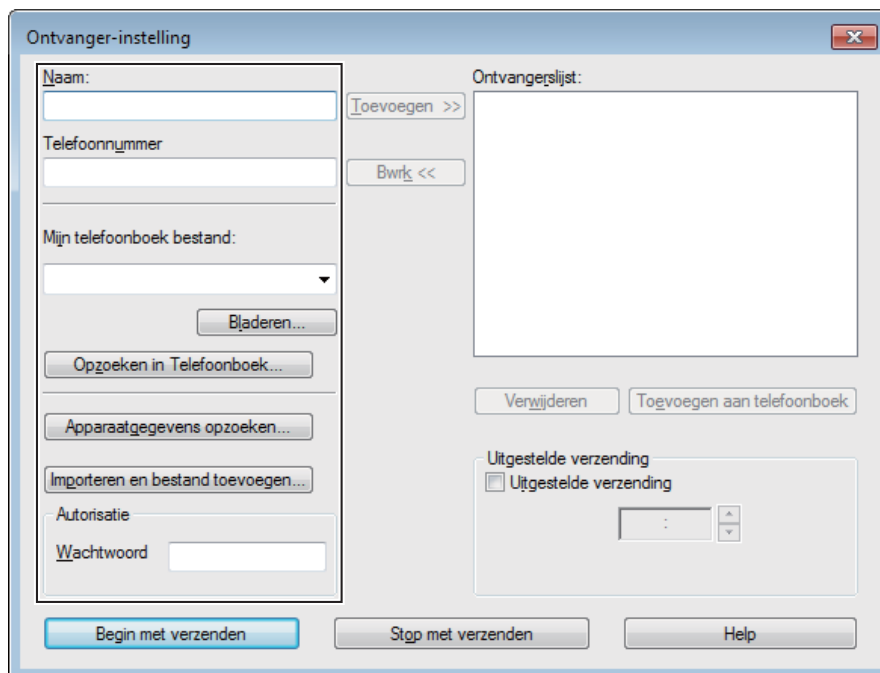 Ontvanger-instelling
Naam:
Toevoegen >>
Telefoonnummer
Bwrk <<
Mijn telefoonboek bestand:
Bladeren...
Opzoeken in Telefoonboek...
Apparaatgegevens opzoeken...
Importeren en bestand toevoegen...
Autorisatie
Wachtwoord
Ontvangerslijst:
Verwijderen
Toevoegen aan telefoonboek
Uitgestelde verzending
Uitgestelde verzending
:
Begin met verzenden
Stop met verzenden
Help